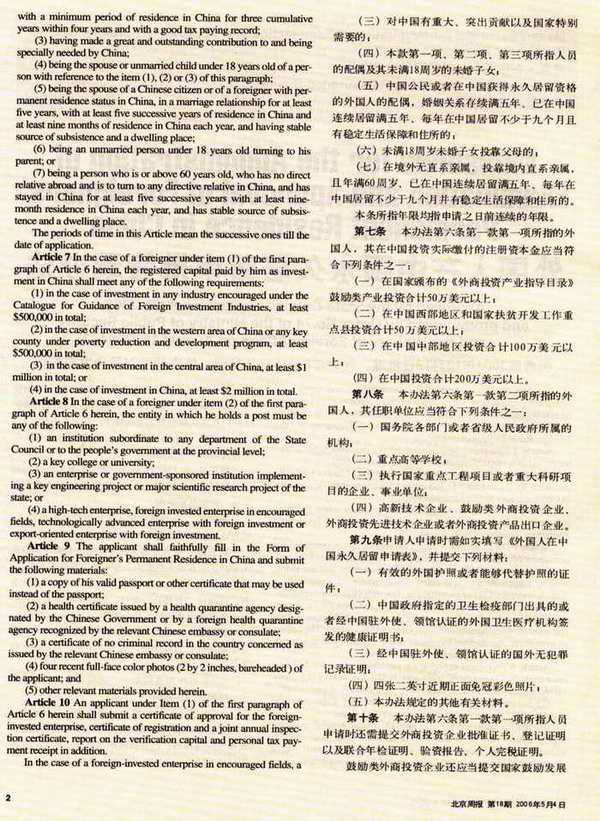 with a minimum period of residence in China for three cumulative
years within four years and with a good tax paying record;
(3) having made a great and outstanding contribution to and being
specially needed by China;
(4) being the spouse or unmarried child under 18 years old of a per-
son with reference to the item (1), (2) or (3) of this paragraph;
(5) being the spouse of a Chinese citizen or of a foreigner with per-
manent residence status in China, in a marriage relationship for at least
five years, with at least five successive years of residence in China and
at least nine months of residence in China each year, and having stable
source of subsistence and a dwelling place;
(6) being an unmarried person under 18 years old turning to his
parent; or
(7) being a person who is or above 60 years old, who has no direct
relative abroad and is to turn to any directive relative in China, and has
stayed in China for at least five successive years with at least nine-
month residence in China each year, and has stable source of subsis-
tence and a dwelling place.
The periods of time in this Article mean the successive ones till the
date of application.
Article 7 In the case of a foreigner under item (1) of the first para-
graph of Article 6 herein, the registered capital paid by him as invest-
ment in China shall meet any of the following requirements:
(1) in the case of investment in any industry encouraged under the
Catalogue for Guidance of Foreign Investment Industries, at least
$500,000 in total;
(2) in the case of investment in the western area of China or any key
county under poverty reduction and development program, at least
$500,000 in total;
(3) in the case of investment in the central area of China, at least $1
million in total; or
(4) in the case of investment in China, at least $2 million in total.
Article 8 In the case of a foreigner under item (2) of the first para-
graph of Article 6 herein, the entity in which he holds a post must be
any of the following:
(1) an institution subordinate to any department of the State
Council or to the people's government at the provincial level;
(2) a key college or university;
(3) an enterprise or government-sponsored institution implement-
ing a key engineering project or major scientific research project of the
state; or
(4) a high-tech enterprise, foreign invested enterprise in encouraged
fields, technologically advanced enterprise with foreign investment or
export-oriented enterprise with foreign investment.
Article 9 The applicant shall faithfully fill in the Form of
Application for Foreigner's Permanent Residence in China and submit
the following materials:
(1) a copy of his valid passport or other certificate that may be used
instead of the passport;
(2) a health certificate issued by a health quarantine agency desig-
nated by the Chinese Government or by a foreign health quarantine
agency recognized by the relevant Chinese embassy or consulate;
(3) a certificate of no criminal record in the country concerned as
issued by the relevant Chinese embassy or consulate;
(4) four recent full-face color photos (2 by 2 inches, bareheaded ) of
the applicant; and
(5) other relevant materials provided herein.
Article 10 An applicant under Item (1) of the first paragraph of
Article 6 herein shall submit a certificate of approval for the foreign-
invested enterprise, certificate of registration and a joint annual inspec-
tion certificate, report on the verification capital and personal tax pay-
ment receipt in addition.
In the case of a foreign-invested enterprise in encouraged fields, a
（三）对中国有重大、突出贡献以及国家特别
需要的；
（四）本款第一项、第二项、第三项所指人员
的配偶及其未满18周岁的未婚子女；
（五）中国公民或者在中国获得永久居留资格
的外国人的配偶，婚姻关系存续满五年、已在中国
连续居留满五年、每年在中国居留不少于九个月且
有稳定生活保障和住所的；
（六）未满18周岁未婚子女投靠父母的；
（七）在境外无直系亲属，投靠境内直系亲属，
且年满60周岁、已在中国连续居留满五年、每年在
中国居留不少于九个月并有稳定生活保障和住所的。
本条所指年限均指申请之日前连续的年限。
第七条 本办法第六条第一款第一项所指的外
国人，其在中国投资实际缴付的注册资本金应当符
合下列条件之一：
（一）在国家颁布的《外商投资产业指导目录》
鼓励类产业投资合计50万美元以上；
（二）在中国西部地区和国家扶贫开发工作重
点县投资合计50万美元以上；
（三）在中国中部地区投资合计100万美元以
上；
（四）在中国投资合计200万美元以上。
第八条 本办法第六条第一款第二项所指的外
国人，其任职单位应当符合下列条件之一：
（一）国务院各部门或者省级人民政府所属的
机构；
（二）重点高等学校；
（三）执行国家重点工程项目或者重大科研项
目的企业、事业单位；
（四）高新技术企业、鼓励类外商投资企业、
外商投资先进技术企业或者外商投资产品出口企业。
第九条申请人申请时需如实填写《外国人在中
国永久居留申请表》，并提交下列材料：
（一）有效的外国护照或者能够代替护照的证
件；
（二）中国政府指定的卫生检疫部门出具的或
者经中国驻外使、领馆认证的外国卫生医疗机构签
发的健康证明书；
（三）经中国驻外使、领馆认证的国外无犯罪
记录证明；
（四）四张二英寸近期正面免冠彩色照片；
（五）本办法规定的其他有关材料。
第十条 本办法第六条第一款第一项所指人员
申请时还需提交外商投资企业批准证书、登记证明
以及联合年检证明、验资报告、个人完税证明。
鼓励类外商投资企业还应当提交国家鼓励发展
2
北京周报 第18期 2006年5月4日